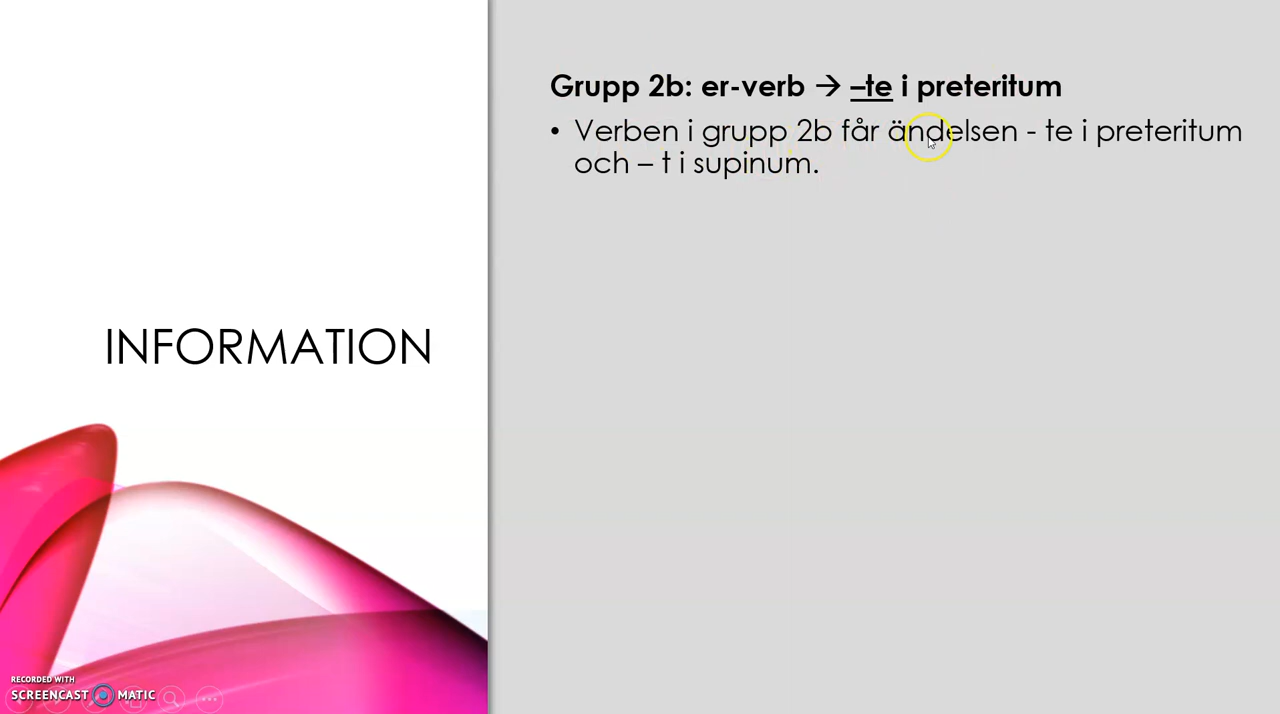 Grupp 2b: er-verb → –te i preteritum
• Verben i grupp 2b får ändelsen - te i preteritum
och – t i supinum.
INFORMATION
RECORDED WITH
SCREENCAST MATIC